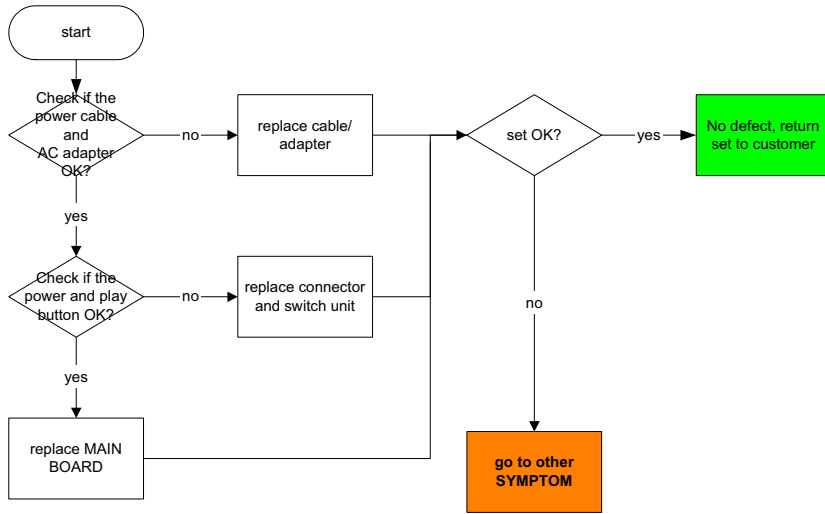 start
Check if the
power cable
and
AC adapter
OK?
no
replace cable/
adapter
set OK?
yes
No defect, return
set to customer
yes
Check if the
power and play
button OK?
no
replace connector
and switch unit
no
yes
replace MAIN
BOARD
go to other
SYMPTOM